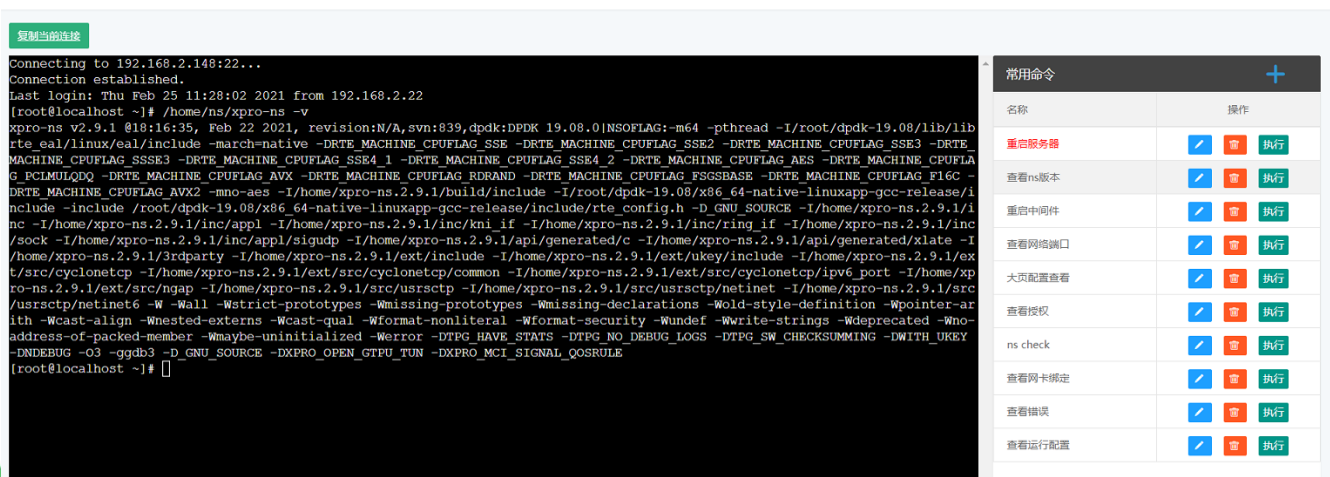 复制当前连接
Connecting to 192.168.2.148:22...
Connection established.
Last login: Thu Feb 25 11:28:02 2021 from 192.168.2.22
[root@localhost ~]# /home/ns/xpro-ns -v
xpro-ns v2.9.1 @18:16:35, Feb 22 2021, revision:N/A,svn:839,dpdk:DPDK 19.08.0|NSOFLAG:-m64 -pthread -I/root/dpdk-19.08/lib/lib
rte_eal/linux/eal/include -march=native -DRTE_MACHINE_CPUFLAG_SSE -DRTE_MACHINE_CPUFLAG_SSE2 -DRTE_MACHINE_CPUFLAG_SSE3 -DRTE_
MACHINE_CPUFLAG_SSSE3 -DRTE_MACHINE_CPUFLAG_SSE4_1 -DRTE_MACHINE_CPUFLAG_SSE4_2 -DRTE_MACHINE_CPUFLAG_AES -DRTE_MACHINE_CPUFLA
G_PCLMULQDQ -DRTE_MACHINE_CPUFLAG_AVX -DRTE_MACHINE_CPUFLAG_RDRAND -DRTE_MACHINE_CPUFLAG_FSGSBASE -DRTE_MACHINE_CPUFLAG_F16C -
DRTE_MACHINE_CPUFLAG_AVX2 -mno-aes -I/home/xpro-ns.2.9.1/build/include -I/root/dpdk-19.08/x86_64-native-linuxapp-gcc-release/i
nclude -include /root/dpdk-19.08/x86_64-native-linuxapp-gcc-release/include/rte_config.h -D_GNU_SOURCE -I/home/xpro-ns.2.9.1/i
nc -I/home/xpro-ns.2.9.1/inc/appl -I/home/xpro-ns.2.9.1/inc/kni_if -I/home/xpro-ns.2.9.1/inc/ring_if -I/home/xpro-ns.2.9.1/inc
/sock -I/home/xpro-ns.2.9.1/inc/appl/sigudp -I/home/xpro-ns.2.9.1/api/generated/c -I/home/xpro-ns.2.9.1/api/generated/xlate -I
/home/xpro-ns.2.9.1/3rdparty -I/home/xpro-ns.2.9.1/ext/include -I/home/xpro-ns.2.9.1/ext/ukey/include -I/home/xpro-ns.2.9.1/ex
t/src/cyclonetcp -I/home/xpro-ns.2.9.1/ext/src/cyclonetcp/common -I/home/xpro-ns.2.9.1/ext/src/cyclonetcp/ipv6_port -I/home/xp
ro-ns.2.9.1/ext/src/ngap -I/home/xpro-ns.2.9.1/src/usrsctp -I/home/xpro-ns.2.9.1/src/usrsctp/netinet -I/home/xpro-ns.2.9.1/src
/usrsctp/netinet6 -W -Wall -Wstrict-prototypes -Wmissing-prototypes -Wmissing-declarations -Wold-style-definition -Wpointer-ar
ith -Wcast-align -Wnested-externs -Wcast-qual -Wformat-nonliteral -Wformat-security -Wundef -Wwrite-strings -Wdeprecated -Wno-
address-of-packed-member -Wmaybe-uninitialized -Werror -DTPG_HAVE_STATS -DTPG_NO_DEBUG_LOGS -DTPG_SW_CHECKSUMMING -DWITH_UKEY
-DNDEBUG -O3 -ggdb3 -D_GNU_SOURCE -DXPRO_OPEN_GTPU_TUN -DXPRO_MCI_SIGNAL_QOSRULE
[root@localhost ~]#
常用命令
名称 操作
重启服务器 执行
查看ns版本 执行
重启中间件 执行
查看网络端口 执行
大页配置查看 执行
查看授权 执行
ns check 执行
查看网卡绑定 执行
查看错误 执行
查看运行配置 执行